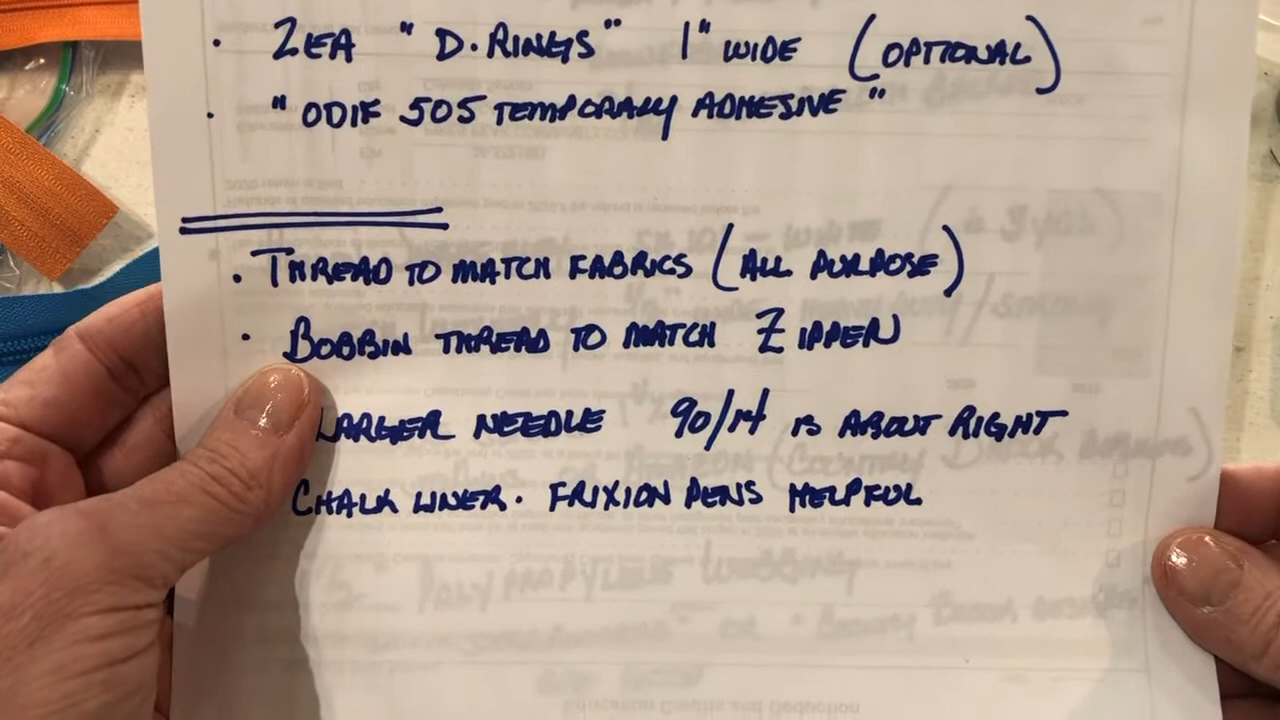 · 2EA "D.RINGS" 1" WIDE (OPTIONAL)
· "ODIF 505 TEMPORARY ADHESIVE"
· THREAD TO MATCH FABRICS (ALL PURPOSE)
· BOBBIN THREAD TO MATCH ZIPPER
LARGER NEEDLE 90/14 IS ABOUT RIGHT
CHALK LINER. FRIXION PENS HELPFUL